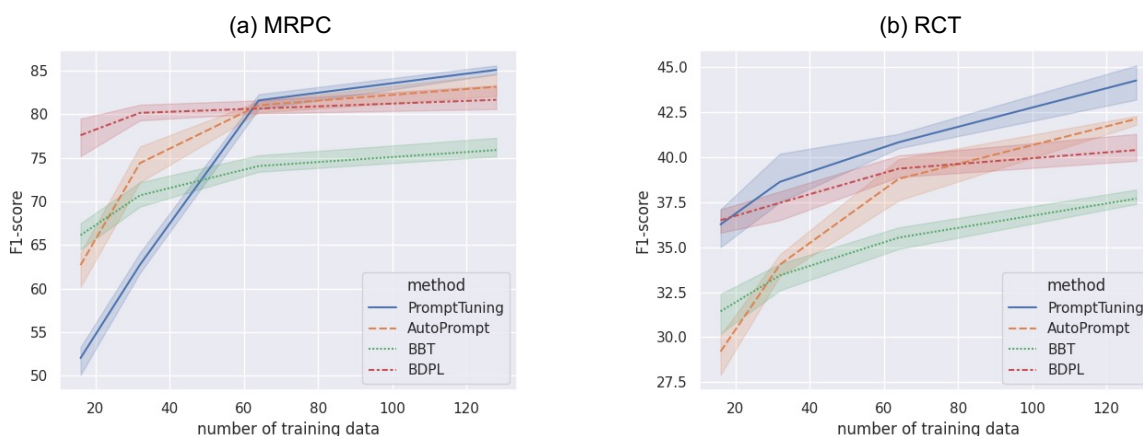 (a) MRPC
F1-score
85
80
75
70
65
60
55
50
20
40
60
80
100
120
number of training data
method
PromptTuning
AutoPrompt
BBT
BDPL
(b) RCT
F1-score
45.0
42.5
40.0
37.5
35.0
32.5
30.0
27.5
20
40
60
80
100
120
number of training data
method
PromptTuning
AutoPrompt
BBT
BDPL